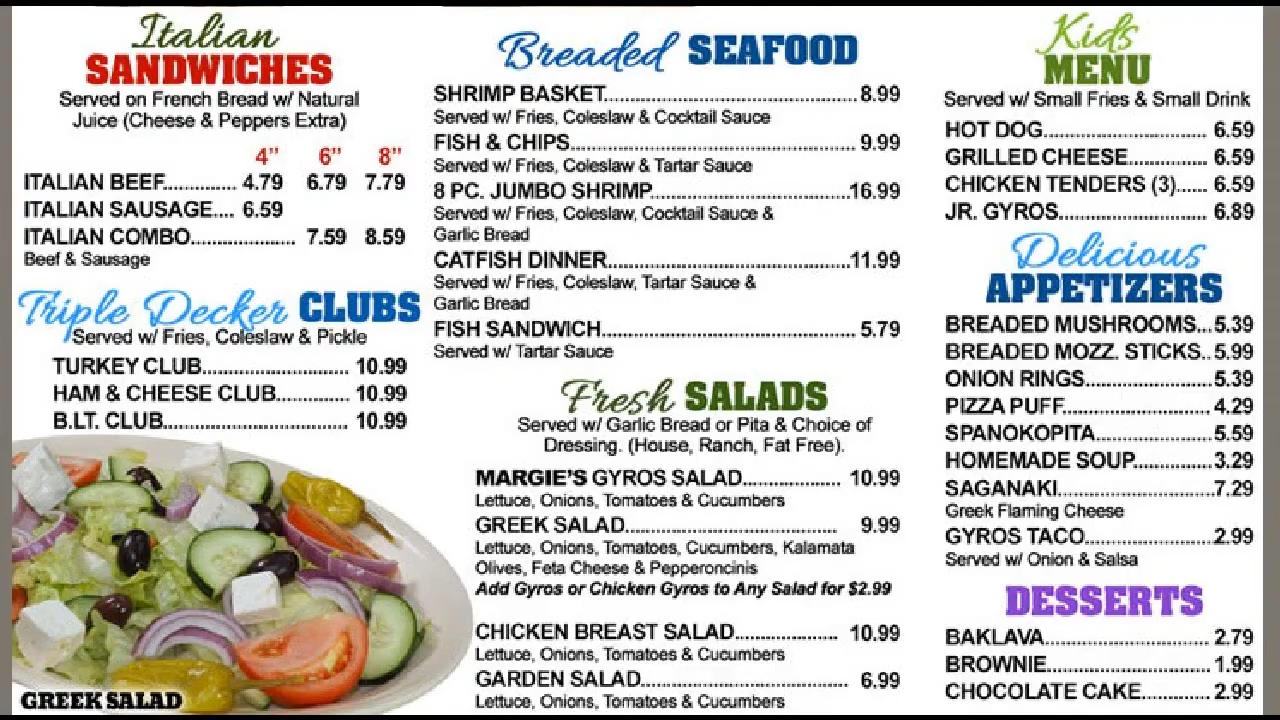 Italian
SANDWICHES
Served on French Bread w/ Natural
Juice (Cheese & Peppers Extra)
4” 6” 8”
ITALIAN BEEF............... 4.79 6.79 7.79
ITALIAN SAUSAGE.... 6.59
ITALIAN COMBO..................... 7.59 8.59
Beef & Sausage
Triple Decker CLUBS
Served w/ Fries, Coleslaw & Pickle
TURKEY CLUB............................. 10.99
HAM & CHEESE CLUB.............. 10.99
B.LT. CLUB.................................... 10.99
GREEK SALAD
Breaded SEAFOOD
SHRIMP BASKET.................................................. 8.99
Served w/ Fries, Coleslaw & Cocktail Sauce
FISH & CHIPS......................................................... 9.99
Served w/ Fries, Coleslaw & Tartar Sauce
8 PC. JUMBO SHRIMP.......................................16.99
Served w/ Fries, Coleslaw, Cocktail Sauce &
Garlic Bread
CATFISH DINNER................................................11.99
Served w/ Fries, Coleslaw, Tartar Sauce &
Garlic Bread
FISH SANDWICH................................................... 5.79
Served w/ Tartar Sauce
Fresh SALADS
Served w/ Garlic Bread or Pita & Choice of
Dressing. (House, Ranch, Fat Free).
MARGIE’S GYROS SALAD.................... 10.99
Lettuce, Onions, Tomatoes & Cucumbers
GREEK SALAD.......................................... 9.99
Lettuce, Onions, Tomatoes, Cucumbers, Kalamata
Olives, Feta Cheese & Pepperoncinis
Add Gyros or Chicken Gyros to Any Salad for $2.99
CHICKEN BREAST SALAD.................... 10.99
Lettuce, Onions, Tomatoes & Cucumbers
GARDEN SALAD......................................... 6.99
Lettuce, Onions, Tomatoes & Cucumbers
Kids
MENU
Served w/ Small Fries & Small Drink
HOT DOG................................. 6.59
GRILLED CHEESE................ 6.59
CHICKEN TENDERS (3)...... 6.59
JR. GYROS.............................. 6.89
Delicious
APPETIZERS
BREADED MUSHROOMS...5.39
BREADED MOZZ. STICKS..5.99
ONION RINGS.........................5.39
PIZZA PUFF............................. 4.29
SPANOKOPITA.......................5.59
HOMEMADE SOUP................3.29
SAGANAKI...............................7.29
Greek Flaming Cheese
GYROS TACO..........................2.99
Served w/ Onion & Salsa
DESSERTS
BAKLAVA................................. 2.79
BROWNIE................................. 1.99
CHOCOLATE CAKE.............. 2.99